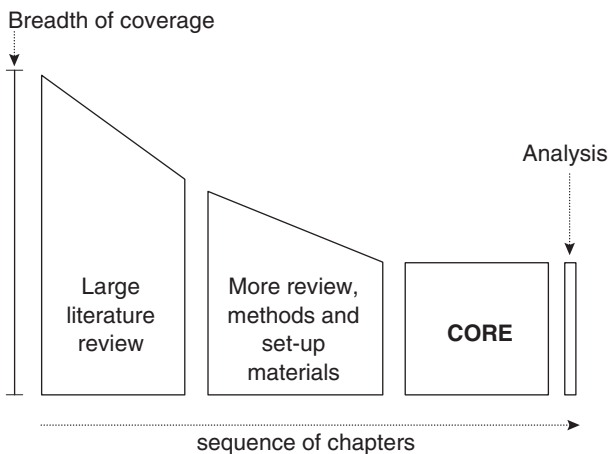 Breadth of coverage
Analysis
Large
literature
review
More review,
methods and
set-up
materials
CORE
sequence of chapters